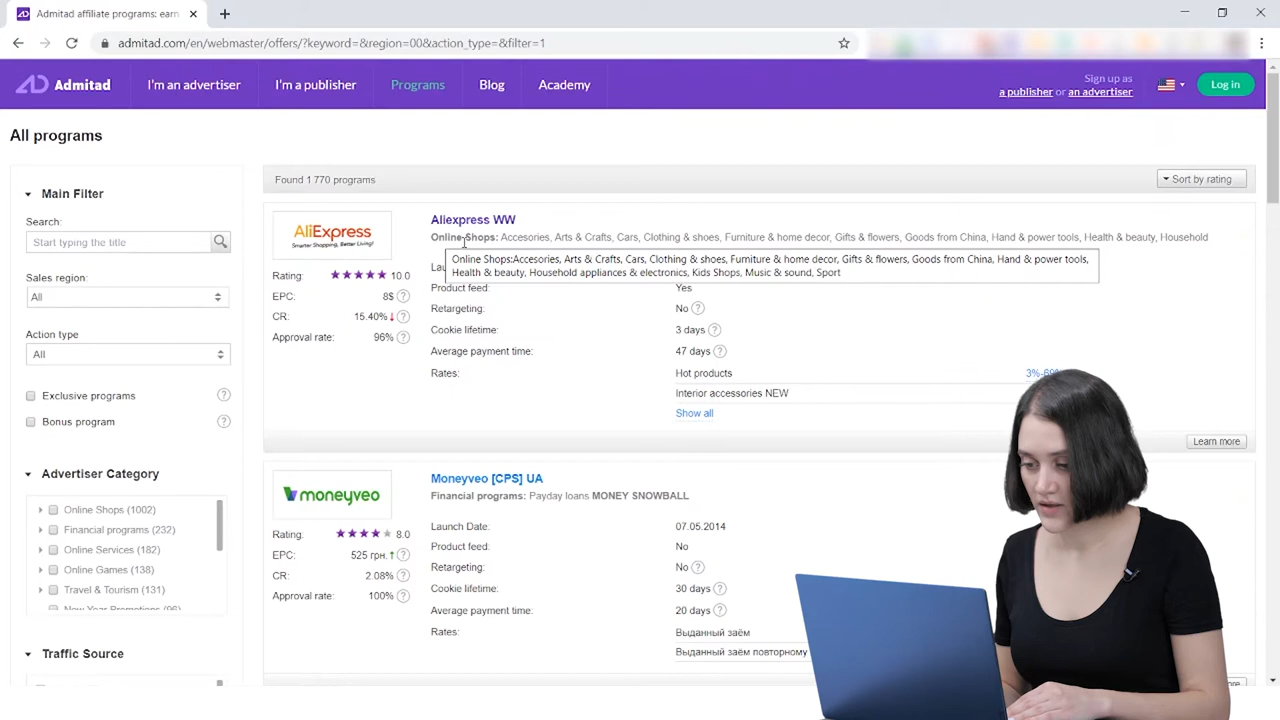 Admitad affiliate programs: earn
admitad.com/en/webmaster/offers/?keyword=&region=00&action_type=&filter=1
Admitad
I'm an advertiser
I'm a publisher
Programs
Blog
Academy
Sign up as
a publisher or an advertiser
Log in
All programs
Main Filter
Search:
Start typing the title
Sales region:
All
Action type
All
Exclusive programs ?
Bonus program ?
Advertiser Category
Online Shops (1002)
Financial programs (232)
Online Services (182)
Online Games (138)
Travel & Tourism (131)
New Year Promotions (96)
Traffic Source
Found 1 770 programs
Sort by rating
AliExpress
Smarter Shopping, Better Living!
Rating: 10.0
EPC: 8$ ?
CR: 15.40% ↓ ?
Approval rate: 96% ?
Aliexpress WW
Online Shops: Accesories, Arts & Crafts, Cars, Clothing & shoes, Furniture & home decor, Gifts & flowers, Goods from China, Hand & power tools, Health & beauty, Household
Online Shops:Accesories, Arts & Crafts, Cars, Clothing & shoes, Furniture & home decor, Gifts & flowers, Goods from China, Hand & power tools,
Health & beauty, Household appliances & electronics, Kids Shops, Music & sound, Sport
Product feed: Yes
Retargeting: No ?
Cookie lifetime: 3 days ?
Average payment time: 47 days ?
Rates: Hot products
Interior accessories NEW
Show all
Learn more
moneyveo
Rating: 8.0
EPC: 525 грн. ↑ ?
CR: 2.08% ?
Approval rate: 100% ?
Moneyveo [CPS] UA
Financial programs: Payday loans MONEY SNOWBALL
Launch Date: 07.05.2014
Product feed: No
Retargeting: No ?
Cookie lifetime: 30 days ?
Average payment time: 20 days ?
Rates: Выданный заём
Выданный заём повторному